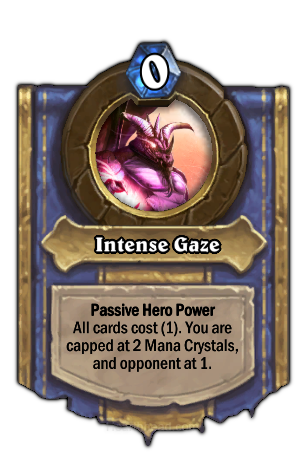 0
Intense Gaze
Passive Hero Power
All cards cost (1). You are
capped at 2 Mana Crystals,
and opponent at 1.